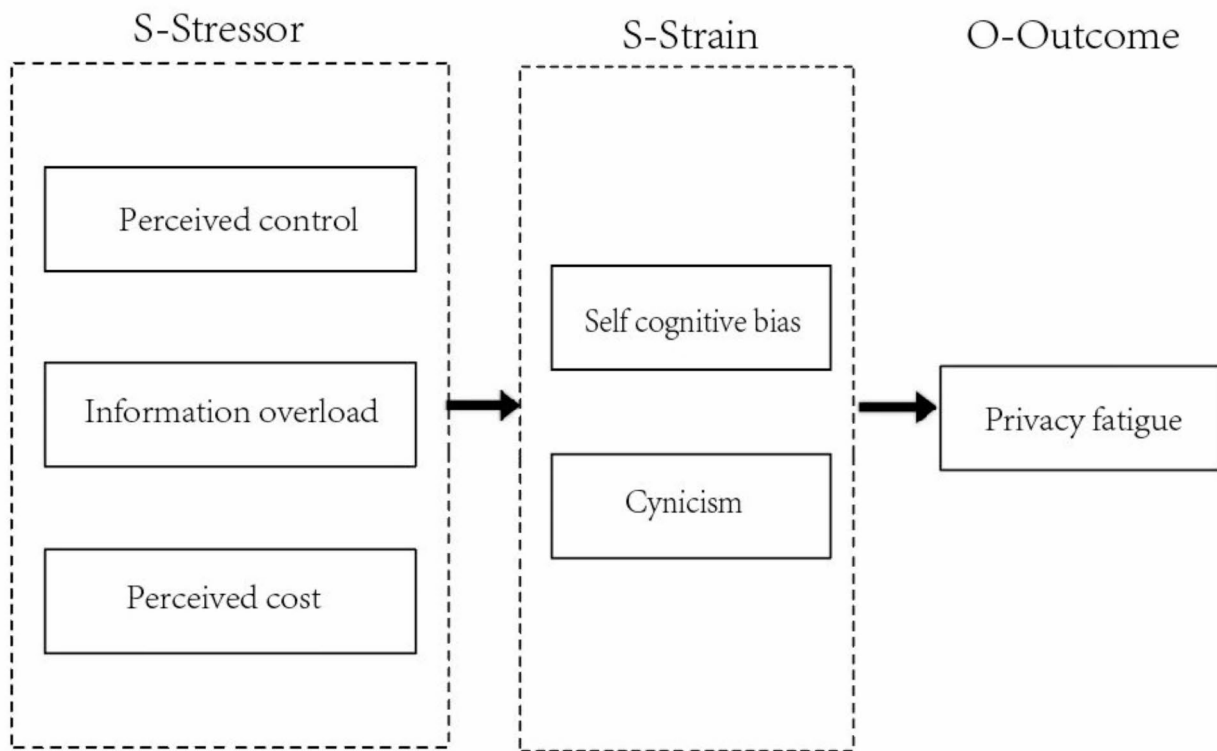 S-Stressor
S-Strain
O-Outcome
Perceived control
Information overload
Perceived cost
Self cognitive bias
Cynicism
Privacy fatigue